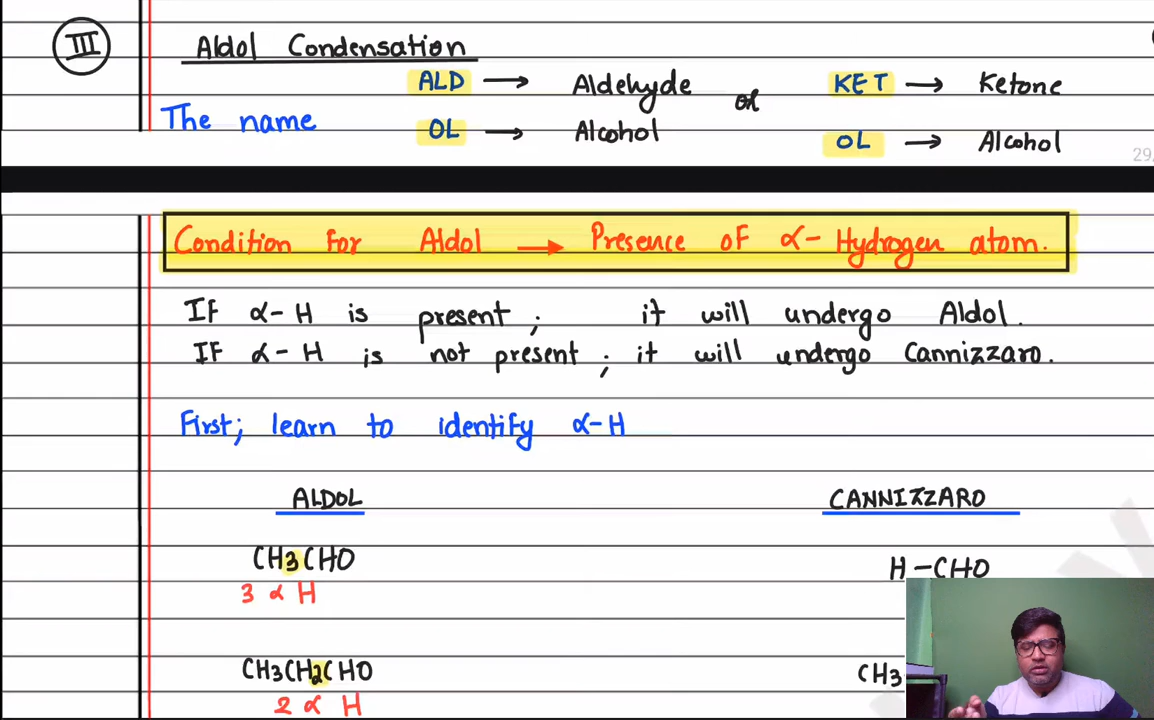 III
Aldol Condensation
ALD → Aldehyde or KET → Ketone
The name
OL → Alcohol OL → Alcohol
29
Condition for Aldol → Presence of α- Hydrogen atom.
If α-H is present ; it will undergo Aldol.
If α-H is not present ; it will undergo Cannizzaro.
First; learn to identify α-H
ALDOL CANNIZZARO
CH3CHO H-CHO
3 α H
CH3CH2CHO CH3
2 α H